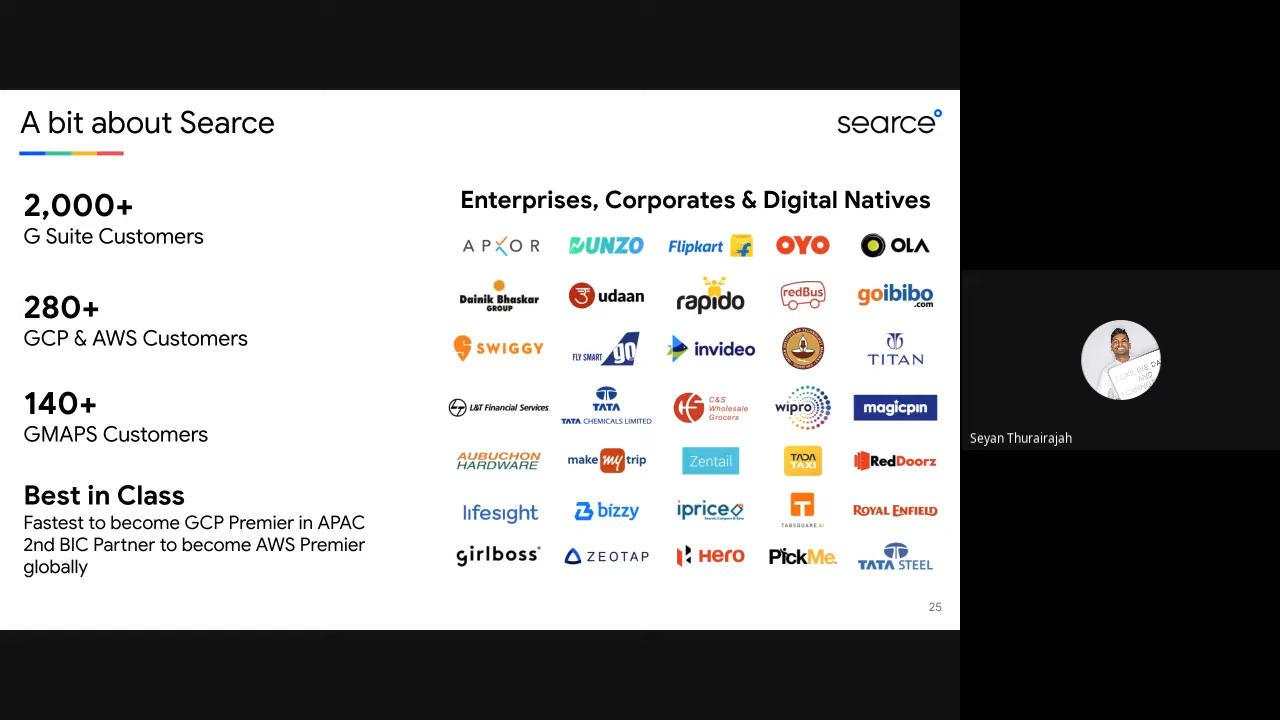 A bit about Searce
searce
2,000+
G Suite Customers
280+
GCP & AWS Customers
140+
GMAPS Customers
Best in Class
Fastest to become GCP Premier in APAC
2nd BIC Partner to become AWS Premier
globally
Enterprises, Corporates & Digital Natives
APXOR DUNZO Flipkart OYO OLA
Dainik Bhaskar GROUP
उ udaan
rapido
redBus
goibibo.com
SWIGGY
FLY SMART go
invideo
TITAN
L&T Financial Services
TATA
TATA CHEMICALS LIMITED
C&S Wholesale Grocers
wipro
magicpin
AUBUCHON HARDWARE
make my trip
Zentail
TADA TAXI
RedDoorz
lifesight
bizzy
iprice
Search, Compare & Save
TABSQUARE.AI
ROYAL ENFIELD
girlboss
ZEOTAP
HERO
PickMe
TATA STEEL
25
Seyan Thurairajah